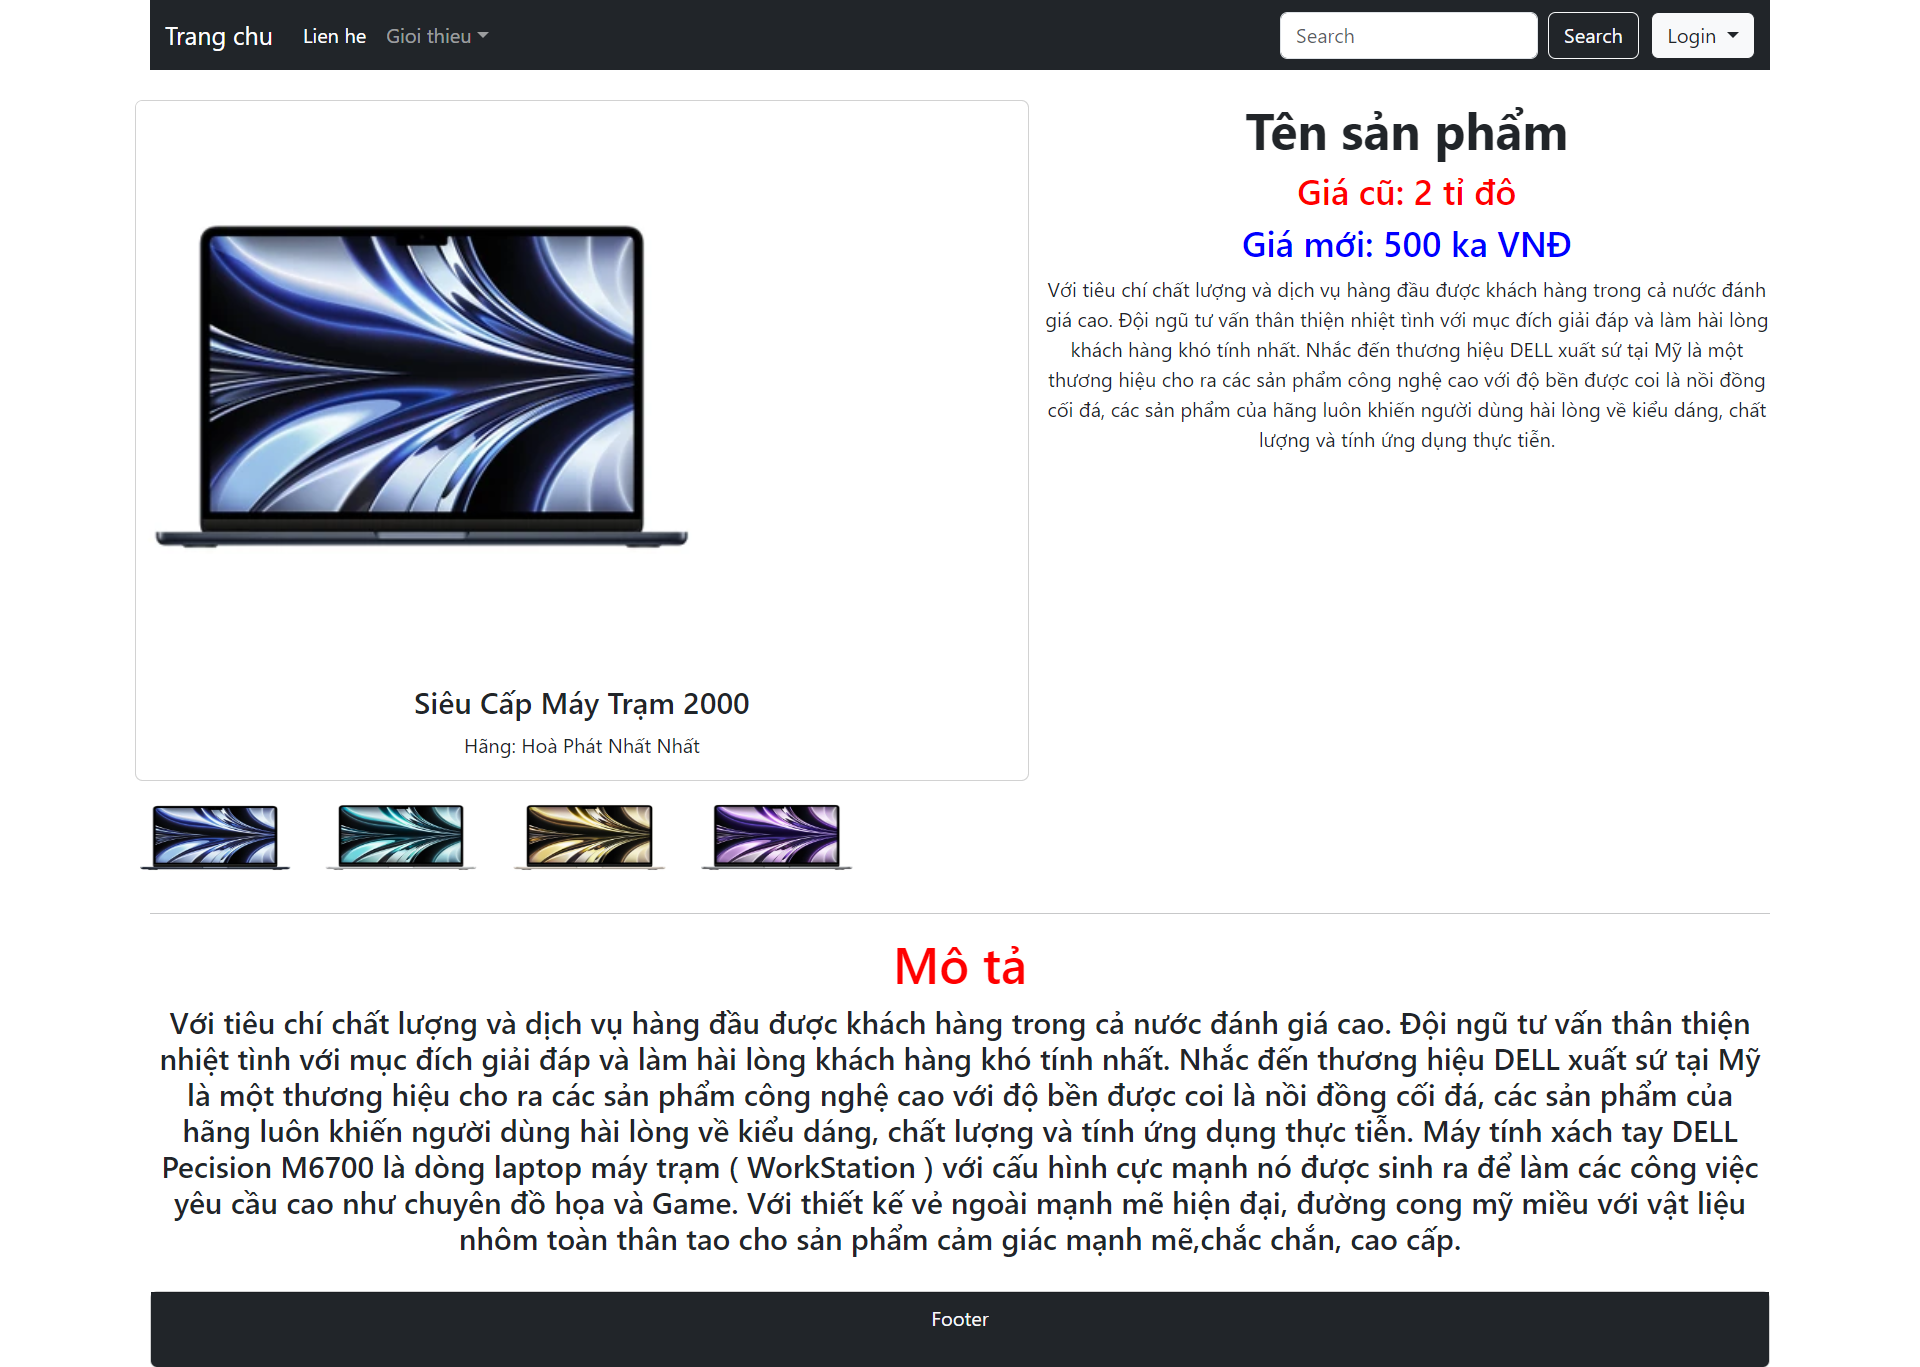 Trang chu Lien he Gioi thieu Search Search Login
Tên sản phẩm
Giá cũ: 2 tỉ đô
Giá mới: 500 ka VNĐ
Với tiêu chí chất lượng và dịch vụ hàng đầu được khách hàng trong cả nước đánh
giá cao. Đội ngũ tư vấn thân thiện nhiệt tình với mục đích giải đáp và làm hài lòng
khách hàng khó tính nhất. Nhắc đến thương hiệu DELL xuất sứ tại Mỹ là một
thương hiệu cho ra các sản phẩm công nghệ cao với độ bền được coi là nồi đồng
cối đá, các sản phẩm của hãng luôn khiến người dùng hài lòng về kiểu dáng, chất
lượng và tính ứng dụng thực tiễn.
Siêu Cấp Máy Trạm 2000
Hãng: Hoà Phát Nhất Nhất
Mô tả
Với tiêu chí chất lượng và dịch vụ hàng đầu được khách hàng trong cả nước đánh giá cao. Đội ngũ tư vấn thân thiện
nhiệt tình với mục đích giải đáp và làm hài lòng khách hàng khó tính nhất. Nhắc đến thương hiệu DELL xuất sứ tại Mỹ
là một thương hiệu cho ra các sản phẩm công nghệ cao với độ bền được coi là nồi đồng cối đá, các sản phẩm của
hãng luôn khiến người dùng hài lòng về kiểu dáng, chất lượng và tính ứng dụng thực tiễn. Máy tính xách tay DELL
Pecision M6700 là dòng laptop máy trạm ( WorkStation ) với cấu hình cực mạnh nó được sinh ra để làm các công việc
yêu cầu cao như chuyên đồ họa và Game. Với thiết kế vẻ ngoài mạnh mẽ hiện đại, đường cong mỹ miều với vật liệu
nhôm toàn thân tao cho sản phẩm cảm giác mạnh mẽ,chắc chắn, cao cấp.
Footer